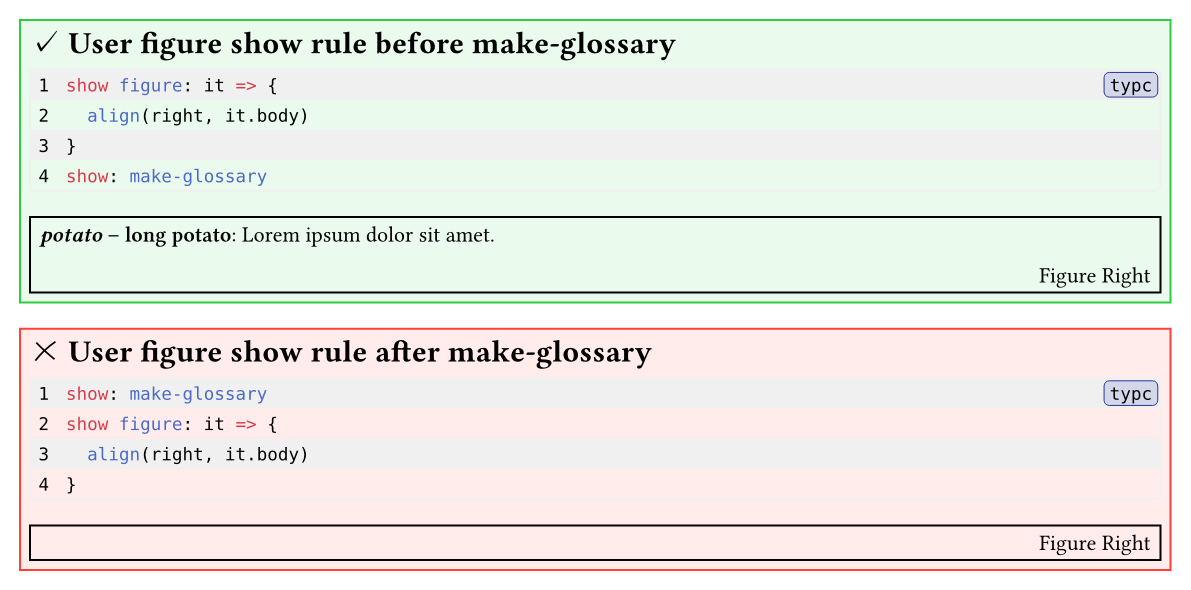 ✓ User figure show rule before make-glossary
1 show figure: it => { typc
2   align(right, it.body)
3 }
4 show: make-glossary
potato – long potato: Lorem ipsum dolor sit amet.
Figure Right
✕ User figure show rule after make-glossary
1 show: make-glossary typc
2 show figure: it => {
3   align(right, it.body)
4 }
Figure Right